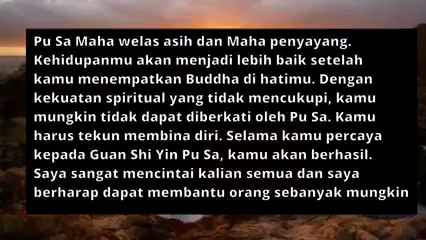 Pu Sa Maha welas asih dan Maha penyayang.
Kehidupanmu akan menjadi lebih baik setelah
kamu menempatkan Buddha di hatimu. Dengan
kekuatan spiritual yang tidak mencukupi, kamu
mungkin tidak dapat diberkati oleh Pu Sa. Kamu
harus tekun membina diri. Selama kamu percaya
kepada Guan Shi Yin Pu Sa, kamu akan berhasil.
Saya sangat mencintai kalian semua dan saya
berharap dapat membantu orang sebanyak mungkin